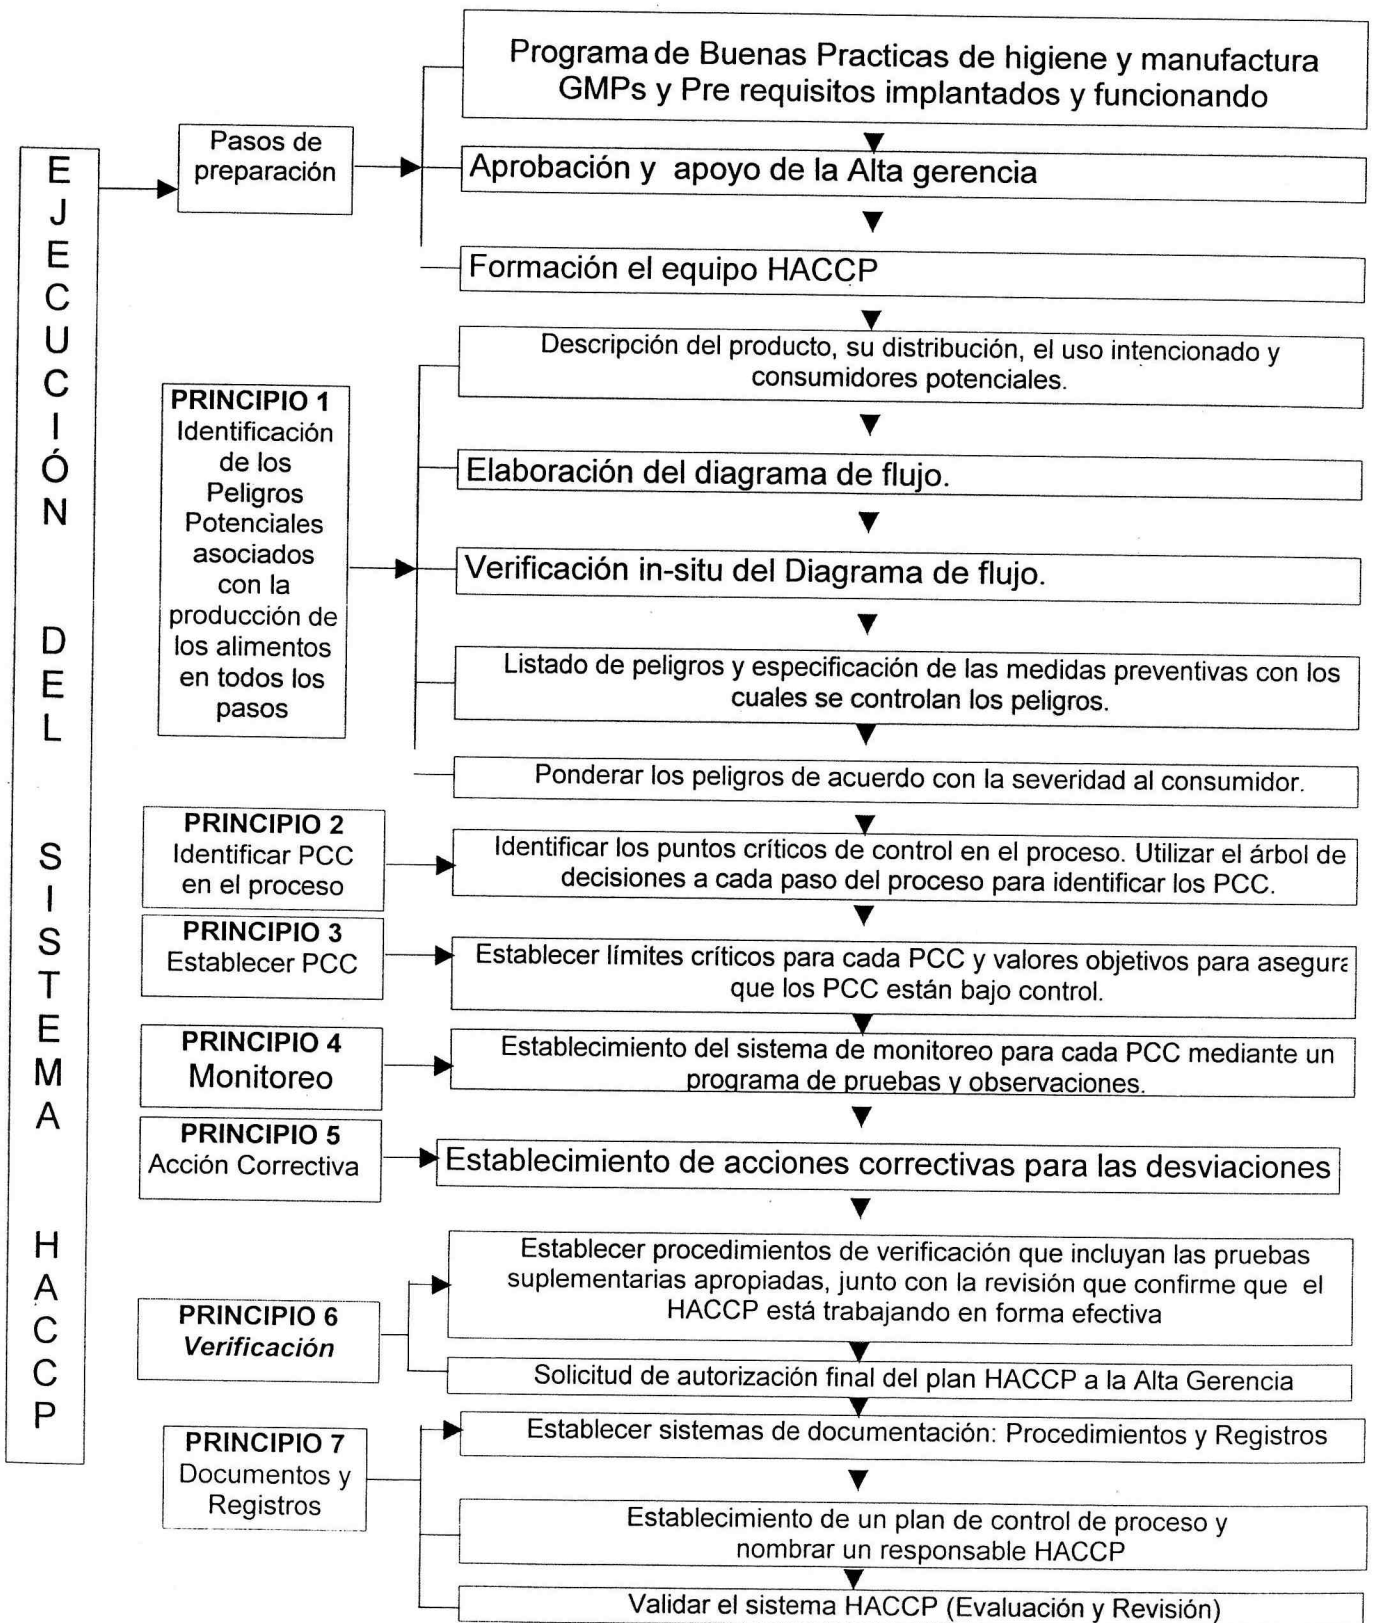 EJECUCIÓN DEL SISTEMA HACCP
Pasos de
preparación
Programa de Buenas Practicas de higiene y manufactura
GMPs y Pre requisitos implantados y funcionando
Aprobación y apoyo de la Alta gerencia
Formación el equipo HACCP
PRINCIPIO 1
Identificación
de los
Peligros
Potenciales
asociados
con la
producción de
los alimentos
en todos los
pasos
Descripción del producto, su distribución, el uso intencionado y
consumidores potenciales.
Elaboración del diagrama de flujo.
Verificación in-situ del Diagrama de flujo.
Listado de peligros y especificación de las medidas preventivas con los
cuales se controlan los peligros.
Ponderar los peligros de acuerdo con la severidad al consumidor.
PRINCIPIO 2
Identificar PCC
en el proceso
Identificar los puntos críticos de control en el proceso. Utilizar el árbol de
decisiones a cada paso del proceso para identificar los PCC.
PRINCIPIO 3
Establecer PCC
Establecer límites críticos para cada PCC y valores objetivos para asegura
que los PCC están bajo control.
PRINCIPIO 4
Monitoreo
Establecimiento del sistema de monitoreo para cada PCC mediante un
programa de pruebas y observaciones.
PRINCIPIO 5
Acción Correctiva
Establecimiento de acciones correctivas para las desviaciones
PRINCIPIO 6
Verificación
Establecer procedimientos de verificación que incluyan las pruebas
suplementarias apropiadas, junto con la revisión que confirme que el
HACCP está trabajando en forma efectiva
Solicitud de autorización final del plan HACCP a la Alta Gerencia
PRINCIPIO 7
Documentos y
Registros
Establecer sistemas de documentación: Procedimientos y Registros
Establecimiento de un plan de control de proceso y
nombrar un responsable HACCP
Validar el sistema HACCP (Evaluación y Revisión)